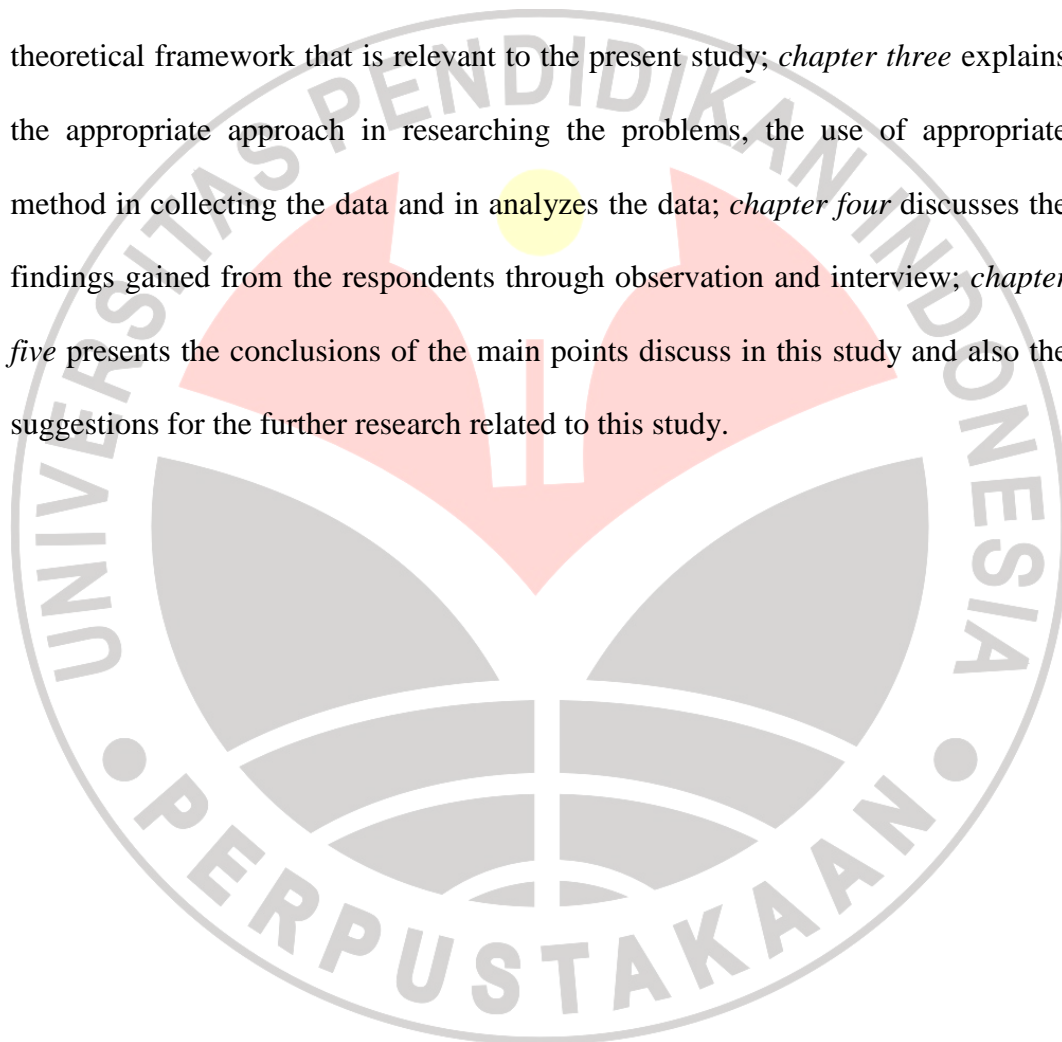 theoretical framework that is relevant to the present study; chapter three explains
the appropriate approach in researching the problems, the use of appropriate
method in collecting the data and in analyzes the data; chapter four discusses the
findings gained from the respondents through observation and interview; chapter
five presents the conclusions of the main points discuss in this study and also the
suggestions for the further research related to this study.
UNIVERSITAS PENDIDIKAN INDONESIA
PERPUSTAKAAN